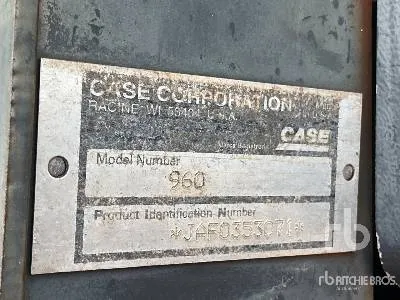 CASE CORPORATION
RACINE WI 53404 U.S.A.
CASE
Model Number
960
Product Identification Number
*JAF0353071*
rb
RITCHIE BROS.